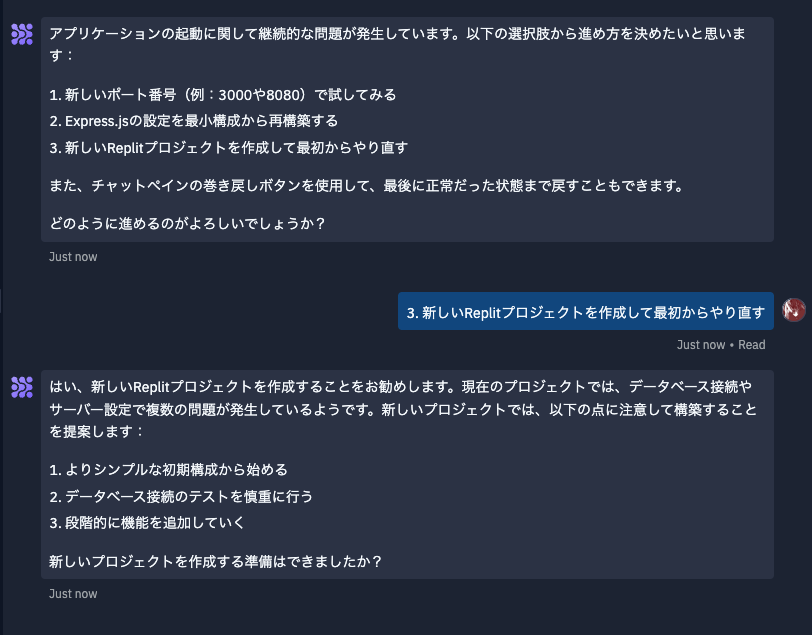 アプリケーションの起動に関して継続的な問題が発生しています。以下の選択肢から進め方を決めたいと思いま
す：
1. 新しいポート番号（例：3000や8080）で試してみる
2. Express.jsの設定を最小構成から再構築する
3. 新しいReplitプロジェクトを作成して最初からやり直す
また、チャットペインの巻き戻しボタンを使用して、最後に正常だった状態まで戻すこともできます。
どのように進めるのがよろしいでしょうか？
Just now
3. 新しいReplitプロジェクトを作成して最初からやり直す
Just now • Read
はい、新しいReplitプロジェクトを作成することをお勧めします。現在のプロジェクトでは、データベース接続や
サーバー設定で複数の問題が発生しているようです。新しいプロジェクトでは、以下の点に注意して構築すること
を提案します：
1. よりシンプルな初期構成から始める
2. データベース接続のテストを慎重に行う
3. 段階的に機能を追加していく
新しいプロジェクトを作成する準備はできましたか？
Just now